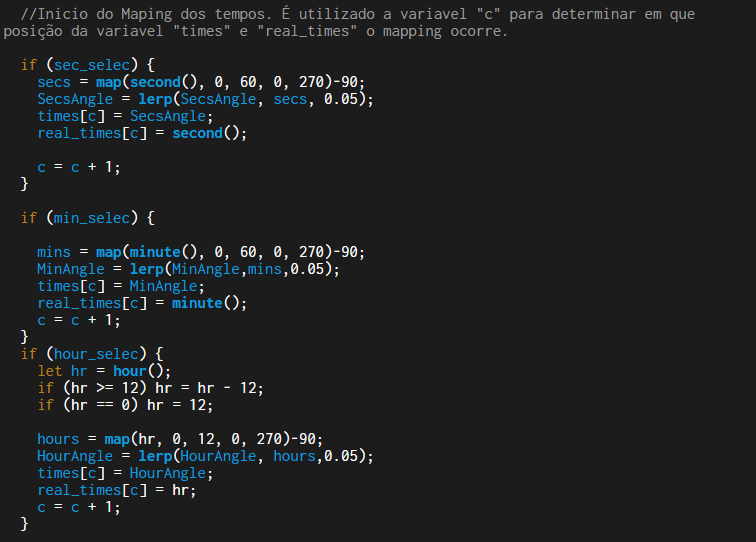 //Inicio do Maping dos tempos. É utilizado a variavel "c" para determinar em que
posição da variavel "times" e "real_times" o mapping ocorre.
if (sec_selec) {
secs = map(second(), 0, 60, 0, 270)-90;
SecsAngle = lerp(SecsAngle, secs, 0.05);
times[c] = SecsAngle;
real_times[c] = second();
c = c + 1;
}
if (min_selec) {
mins = map(minute(), 0, 60, 0, 270)-90;
MinAngle = lerp(MinAngle,mins,0.05);
times[c] = MinAngle;
real_times[c] = minute();
c = c + 1;
}
if (hour_selec) {
let hr = hour();
if (hr >= 12) hr = hr - 12;
if (hr == 0) hr = 12;
hours = map(hr, 0, 12, 0, 270)-90;
HourAngle = lerp(HourAngle, hours,0.05);
times[c] = HourAngle;
real_times[c] = hr;
c = c + 1;
}